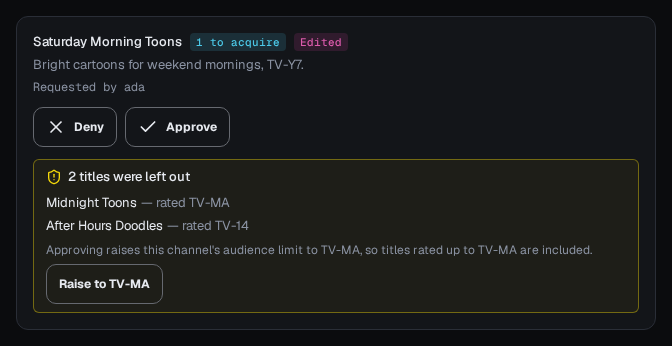 Saturday Morning Toons 1 to acquire Edited
Bright cartoons for weekend mornings, TV-Y7.
Requested by ada
Deny Approve
2 titles were left out
Midnight Toons — rated TV-MA
After Hours Doodles — rated TV-14
Approving raises this channel's audience limit to TV-MA, so titles rated up to TV-MA are included.
Raise to TV-MA